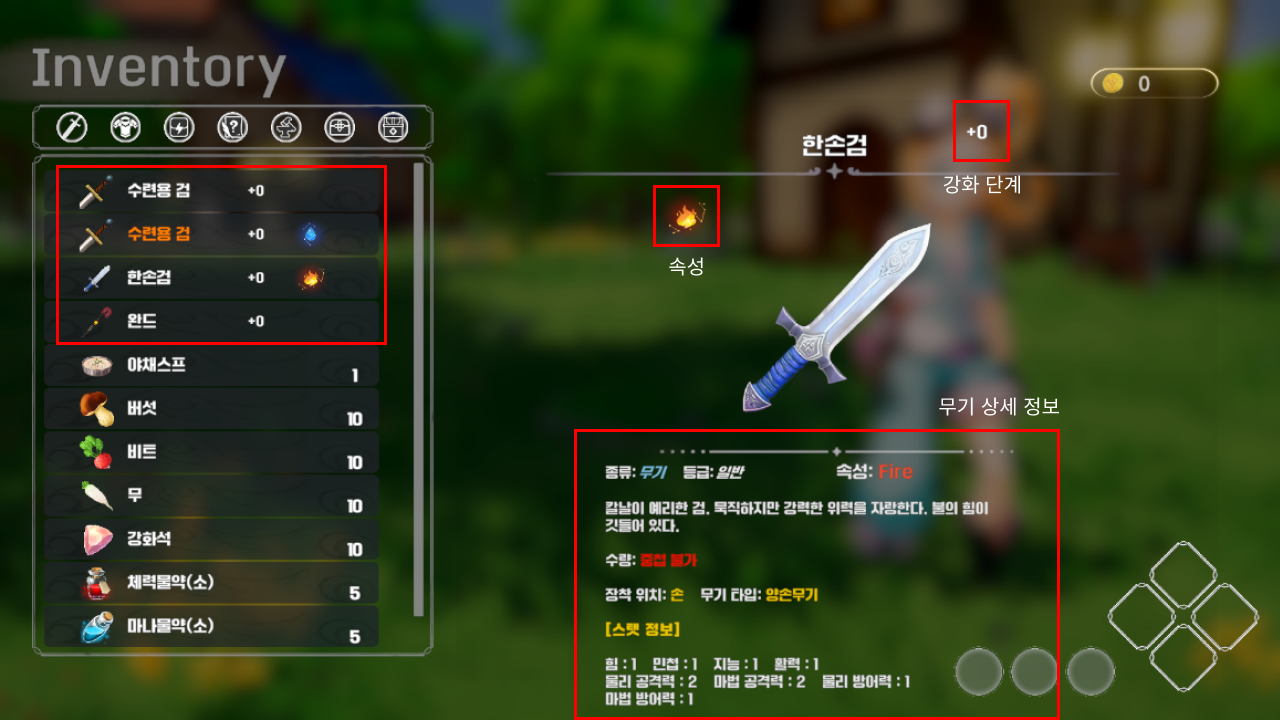 Inventory
0
수련용 검 +0
수련용 검 +0
한손검 +0
완드 +0
야채스프 1
버섯 10
비트 10
무 10
강화석 10
체력물약(소) 5
마나물약(소) 5
한손검 +0
강화 단계
속성
무기 상세 정보
종류: 무기 등급: 일반 속성: Fire
칼날이 예리한 검. 묵직하지만 강력한 위력을 자랑한다. 불의 힘이
깃들어 있다.
수량: 중첩 불가
장착 위치: 손 무기 타입: 양손무기
[스탯 정보]
힘 : 1 민첩 : 1 지능 : 1 활력 : 1
물리 공격력 : 2 마법 공격력 : 2 물리 방어력 : 1
마법 방어력 : 1